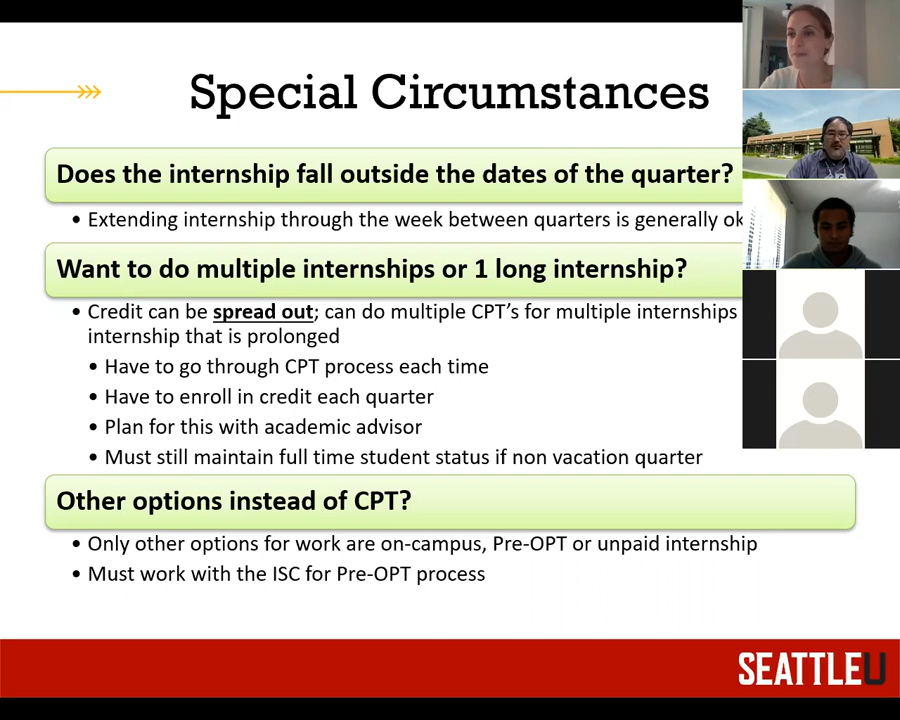 Special Circumstances
Does the internship fall outside the dates of the quarter?
• Extending internship through the week between quarters is generally ok
Want to do multiple internships or 1 long internship?
• Credit can be spread out; can do multiple CPT's for multiple internships
internship that is prolonged
• Have to go through CPT process each time
• Have to enroll in credit each quarter
• Plan for this with academic advisor
• Must still maintain full time student status if non vacation quarter
Other options instead of CPT?
• Only other options for work are on-campus, Pre-OPT or unpaid internship
• Must work with the ISC for Pre-OPT process
SEATTLEU